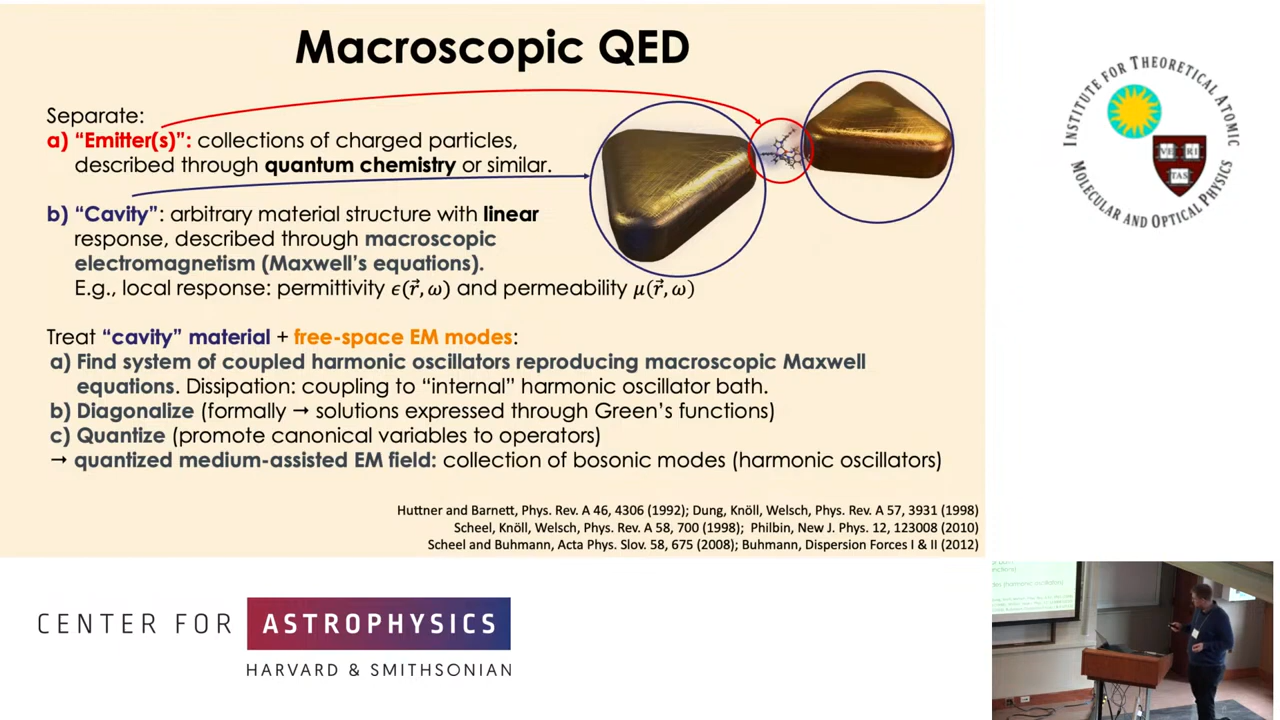 Macroscopic QED
Separate:
a) “Emitter(s)”: collections of charged particles,
described through quantum chemistry or similar.
b) “Cavity”: arbitrary material structure with linear
response, described through macroscopic
electromagnetism (Maxwell’s equations).
E.g., local response: permittivity ϵ(r⃗, ω) and permeability μ(r⃗, ω)
Treat “cavity” material + free-space EM modes:
a) Find system of coupled harmonic oscillators reproducing macroscopic Maxwell
equations. Dissipation: coupling to “internal” harmonic oscillator bath.
b) Diagonalize (formally → solutions expressed through Green’s functions)
c) Quantize (promote canonical variables to operators)
→ quantized medium-assisted EM field: collection of bosonic modes (harmonic oscillators)
Huttner and Barnett, Phys. Rev. A 46, 4306 (1992); Dung, Knöll, Welsch, Phys. Rev. A 57, 3931 (1998)
Scheel, Knöll, Welsch, Phys. Rev. A 58, 700 (1998); Philbin, New J. Phys. 12, 123008 (2010)
Scheel and Buhmann, Acta Phys. Slov. 58, 675 (2008); Buhmann, Dispersion Forces I & II (2012)
INSTITUTE FOR THEORETICAL ATOMIC
MOLECULAR AND OPTICAL PHYSICS
VE RI
TAS
CENTER FOR ASTROPHYSICS
HARVARD & SMITHSONIAN